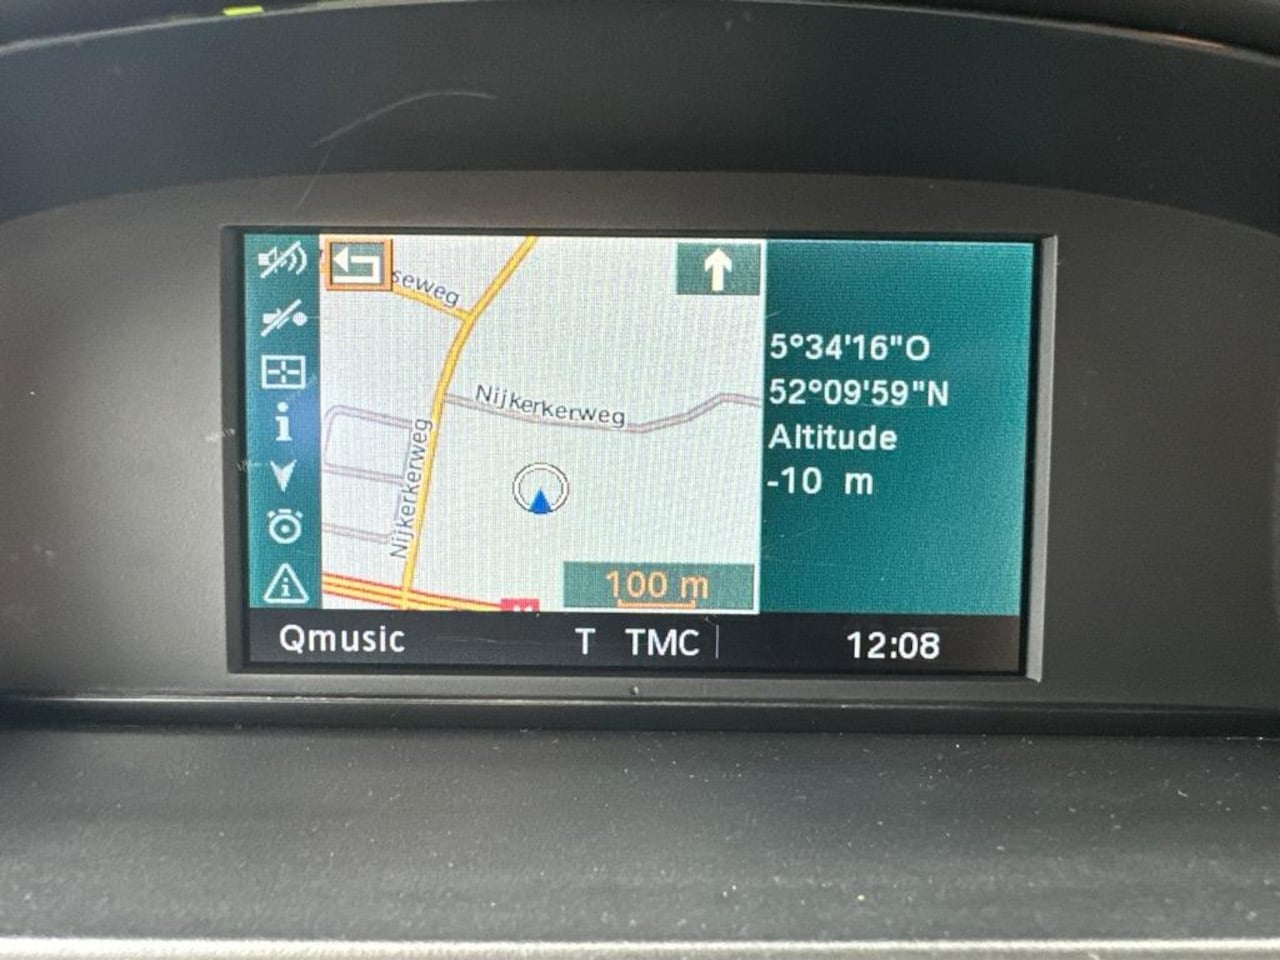 seweg
Nijkerkerweg
Nijkerkerweg
100 m
5°34'16"O
52°09'59"N
Altitude
-10 m
Qmusic T TMC 12:08